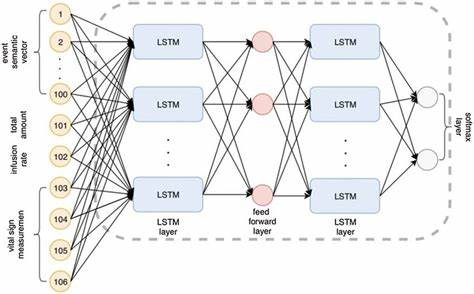 event
semantic
vector
1
2
100
total
amount
101
infusion
rate
102
vital sign
measuremen
103
104
105
106
LSTM
LSTM
LSTM
LSTM
layer
feed
forward
layer
LSTM
LSTM
LSTM
LSTM
layer
softmax
layer